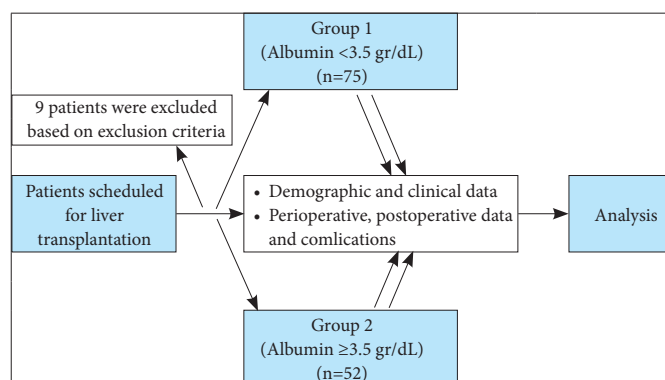 Group 1
(Albumin <3.5 gr/dL)
(n=75)
9 patients were excluded
based on exclusion criteria
Patients scheduled
for liver
transplantation
• Demographic and clinical data
• Perioperative, postoperative data
and comlications
Analysis
Group 2
(Albumin ≥3.5 gr/dL)
(n=52)